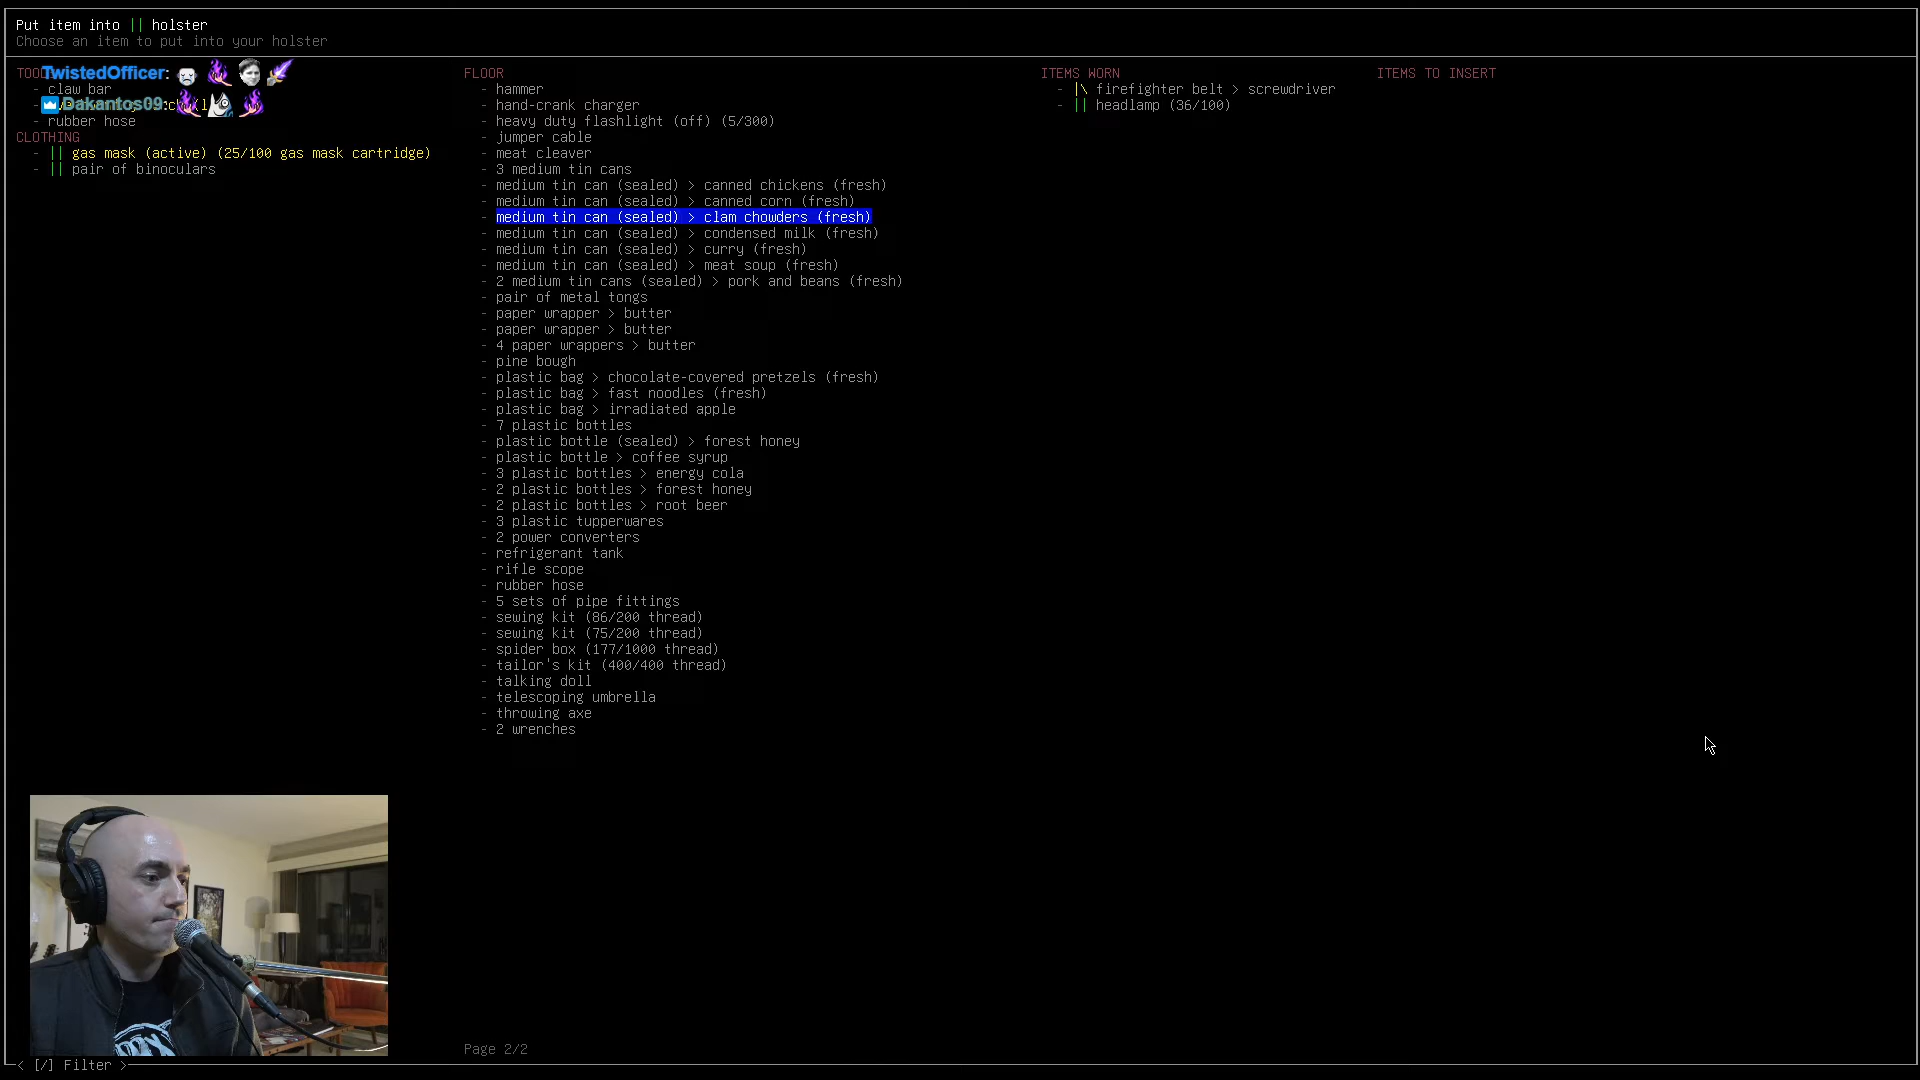 Put item into || holster
Choose an item to put into your holster
TwistedOfficer:
- claw bar
Dakantos09:
- rubber hose
CLOTHING
- || gas mask (active) (25/100 gas mask cartridge)
- || pair of binoculars
FLOOR
- hammer
- hand-crank charger
- heavy duty flashlight (off) (5/300)
- jumper cable
- meat cleaver
- 3 medium tin cans
- medium tin can (sealed) > canned chickens (fresh)
- medium tin can (sealed) > canned corn (fresh)
- medium tin can (sealed) > clam chowders (fresh)
- medium tin can (sealed) > condensed milk (fresh)
- medium tin can (sealed) > curry (fresh)
- medium tin can (sealed) > meat soup (fresh)
- 2 medium tin cans (sealed) > pork and beans (fresh)
- pair of metal tongs
- paper wrapper > butter
- paper wrapper > butter
- 4 paper wrappers > butter
- pine bough
- plastic bag > chocolate-covered pretzels (fresh)
- plastic bag > fast noodles (fresh)
- plastic bag > irradiated apple
- 7 plastic bottles
- plastic bottle (sealed) > forest honey
- plastic bottle > coffee syrup
- 3 plastic bottles > energy cola
- 2 plastic bottles > forest honey
- 2 plastic bottles > root beer
- 3 plastic tupperwares
- 2 power converters
- refrigerant tank
- rifle scope
- rubber hose
- 5 sets of pipe fittings
- sewing kit (86/200 thread)
- sewing kit (75/200 thread)
- spider box (177/1000 thread)
- tailor's kit (400/400 thread)
- talking doll
- telescoping umbrella
- throwing axe
- 2 wrenches
ITEMS WORN
- |\ firefighter belt > screwdriver
- || headlamp (36/100)
ITEMS TO INSERT
Page 2/2
< [/] Filter >